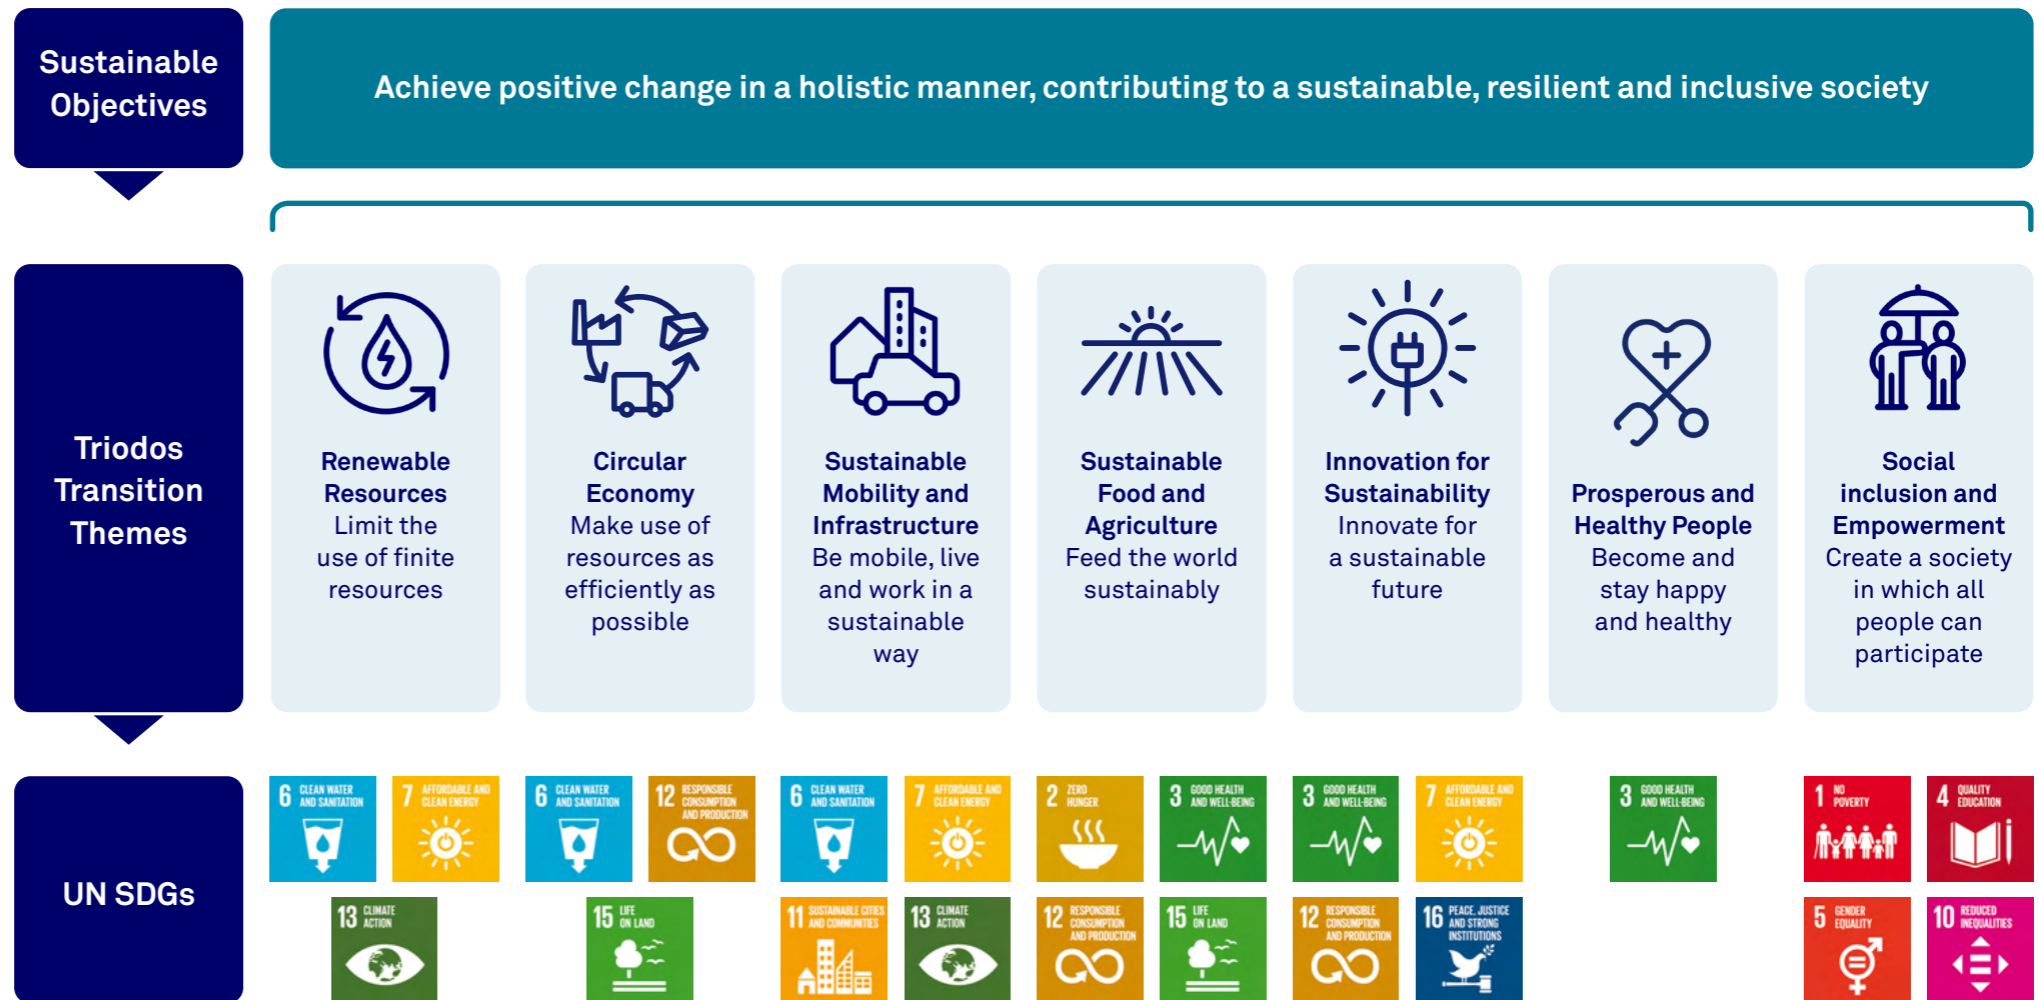 Sustainable
Objectives
Achieve positive change in a holistic manner, contributing to a sustainable, resilient and inclusive society
Triodos
Transition
Themes
Renewable
Resources
Limit the
use of finite
resources
Circular
Economy
Make use of
resources as
efficiently as
possible
Sustainable
Mobility and
Infrastructure
Be mobile, live
and work in a
sustainable
way
Sustainable
Food and
Agriculture
Feed the world
sustainably
Innovation for
Sustainability
Innovate for
a sustainable
future
Prosperous and
Healthy People
Become and
stay happy
and healthy
Social
inclusion and
Empowerment
Create a society
in which all
people can
participate
UN SDGs
6 CLEAN WATER
AND SANITATION
7 AFFORDABLE AND
CLEAN ENERGY
13 CLIMATE
ACTION
6 CLEAN WATER
AND SANITATION
12 RESPONSIBLE
CONSUMPTION
AND PRODUCTION
15 LIFE
ON LAND
6 CLEAN WATER
AND SANITATION
7 AFFORDABLE AND
CLEAN ENERGY
11 SUSTAINABLE CITIES
AND COMMUNITIES
13 CLIMATE
ACTION
2 ZERO
HUNGER
3 GOOD HEALTH
AND WELL-BEING
12 RESPONSIBLE
CONSUMPTION
AND PRODUCTION
15 LIFE
ON LAND
3 GOOD HEALTH
AND WELL-BEING
7 AFFORDABLE AND
CLEAN ENERGY
12 RESPONSIBLE
CONSUMPTION
AND PRODUCTION
16 PEACE, JUSTICE
AND STRONG
INSTITUTIONS
3 GOOD HEALTH
AND WELL-BEING
1 NO
POVERTY
4 QUALITY
EDUCATION
5 GENDER
EQUALITY
10 REDUCED
INEQUALITIES